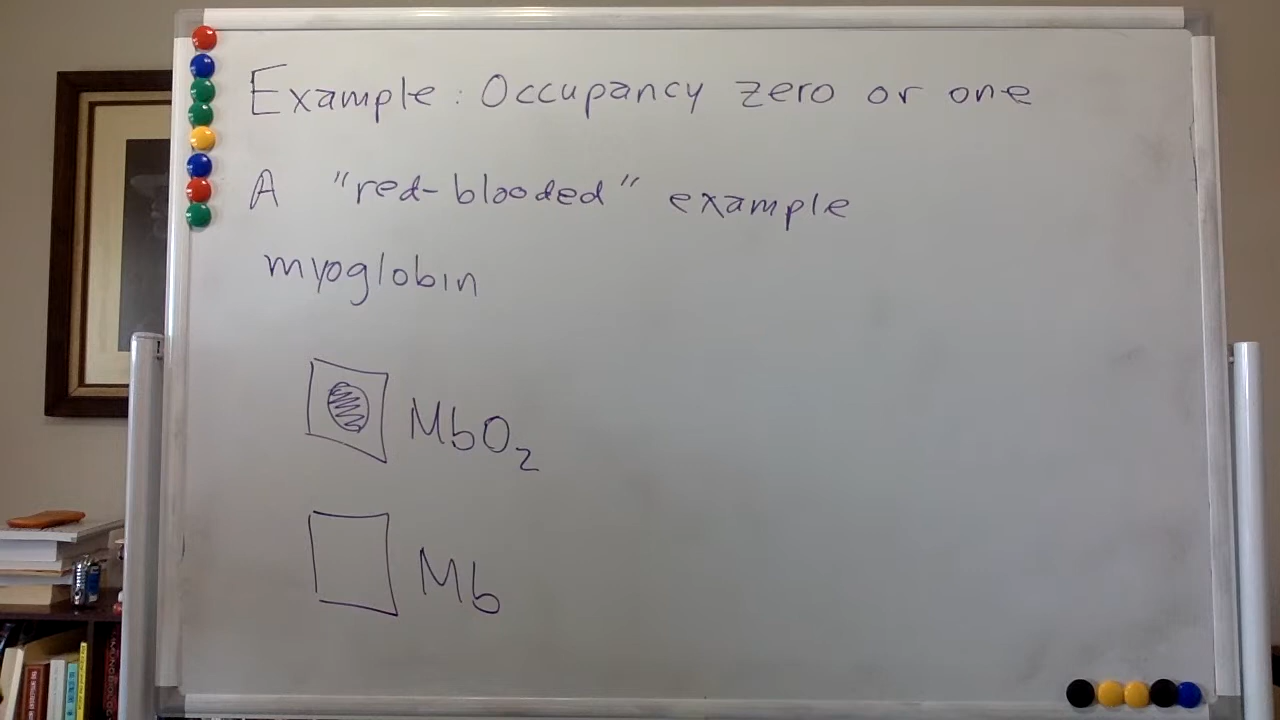 Example: Occupancy zero or one
A "red-blooded" example
myoglobin
MbO₂
Mb